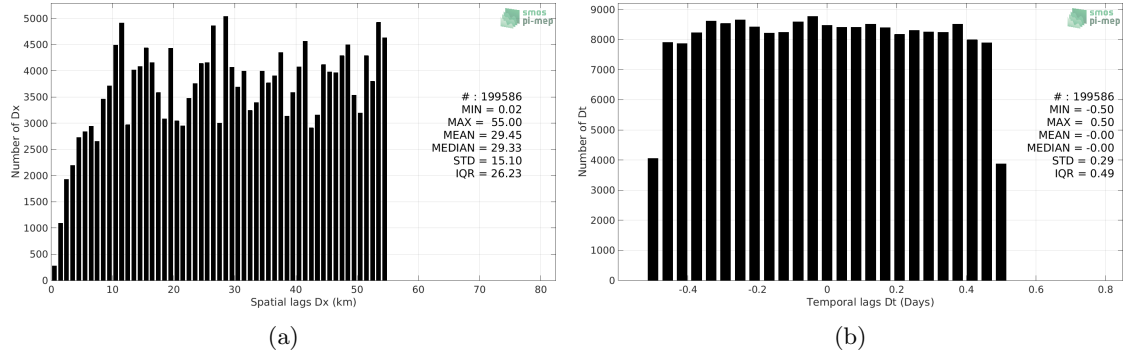 5000
4500
4000
3500
3000
2500
2000
1500
1000
500
0
Number of Dx
smos
pi-mep
# : 199586
MIN = 0.02
MAX = 55.00
MEAN = 29.45
MEDIAN = 29.33
STD = 15.10
IQR = 26.23
0 10 20 30 40 50 60 70 80
Spatial lags Dx (km)
(a)
9000
8000
7000
6000
5000
4000
3000
2000
1000
0
Number of Dt
smos
pi-mep
# : 199586
MIN = -0.50
MAX = 0.50
MEAN = -0.00
MEDIAN = -0.00
STD = 0.29
IQR = 0.49
-0.4 -0.2 0 0.2 0.4 0.6 0.8
Temporal lags Dt (Days)
(b)